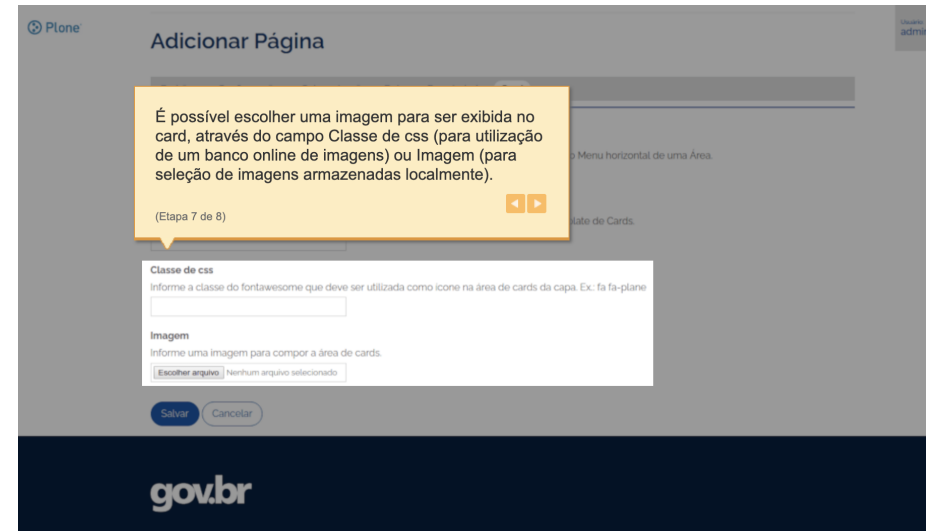 Plone
Usuário
admin
Adicionar Página
É possível escolher uma imagem para ser exibida no
card, através do campo Classe de css (para utilização
de um banco online de imagens) ou Imagem (para
seleção de imagens armazenadas localmente).
(Etapa 7 de 8)
o Menu horizontal de uma Área.
plate de Cards.
Classe de css
Informe a classe do fontawesome que deve ser utilizada como icone na área de cards da capa. Ex.: fa fa-plane
Imagem
Informe uma imagem para compor a área de cards.
Escolher arquivo Nenhum arquivo selecionado
Salvar Cancelar
gov.br